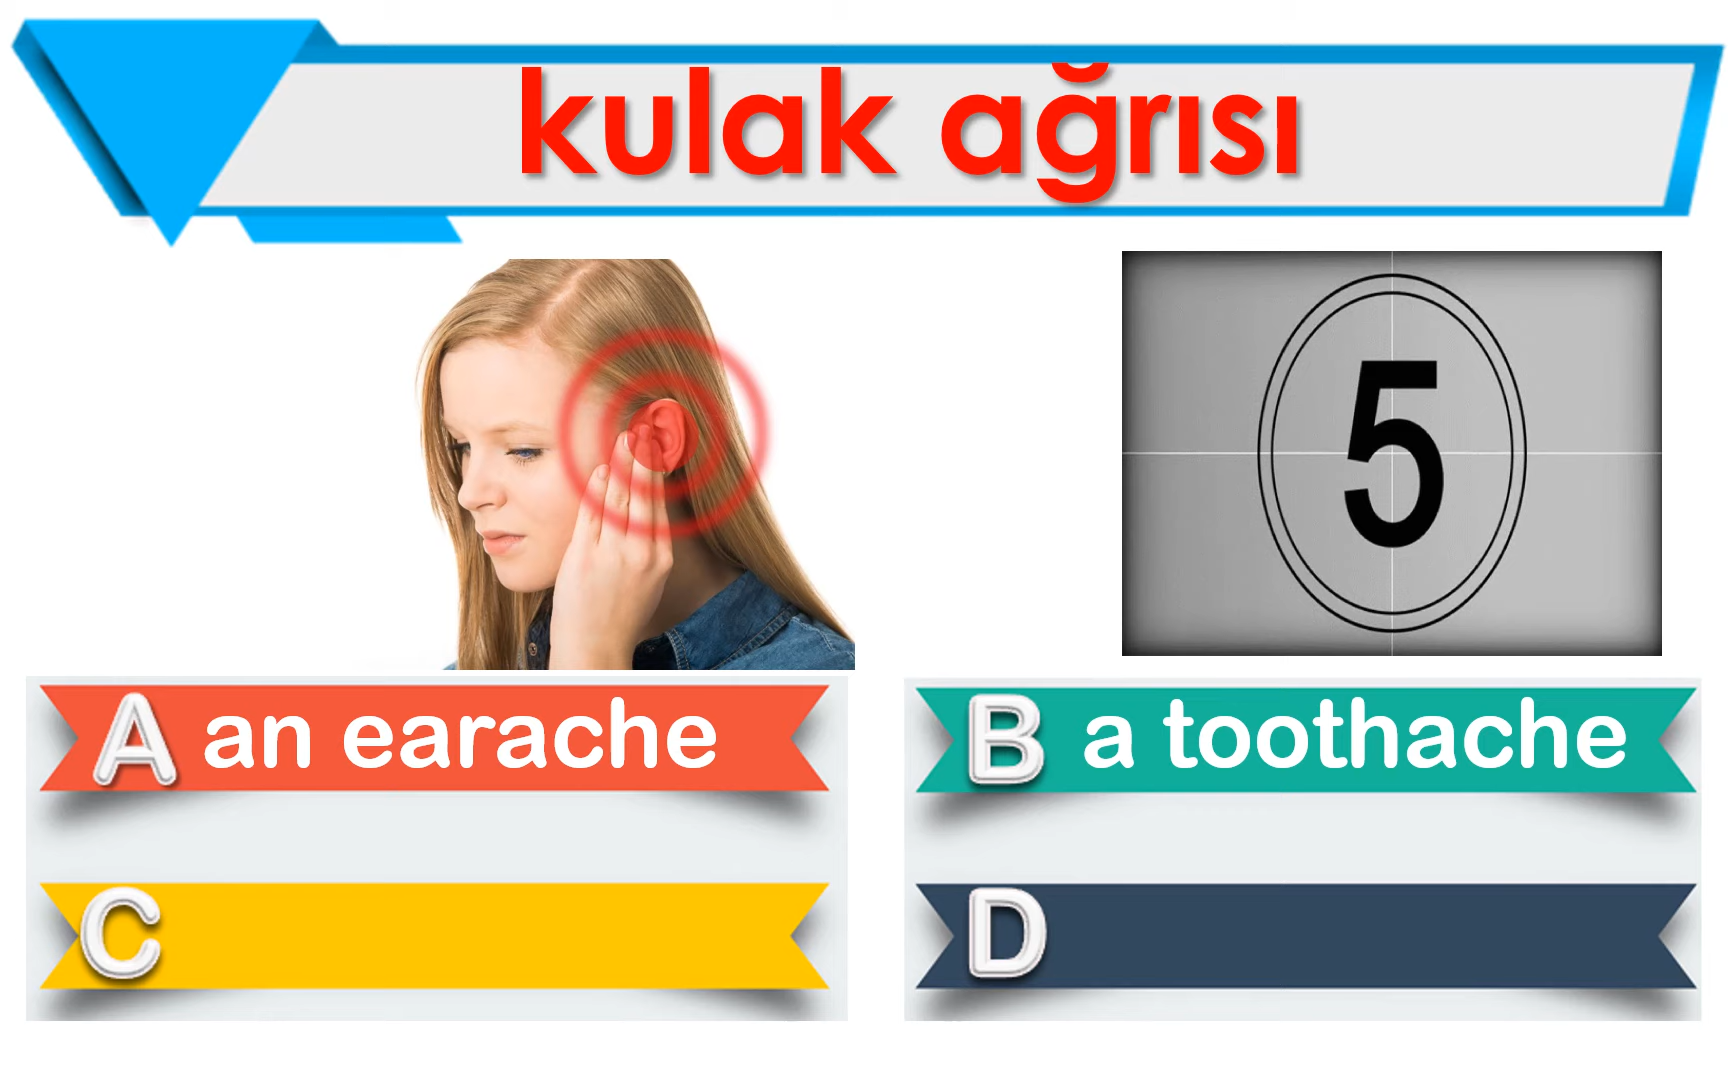 kulak ağrısı
5
A an earache
B a toothache
C
D